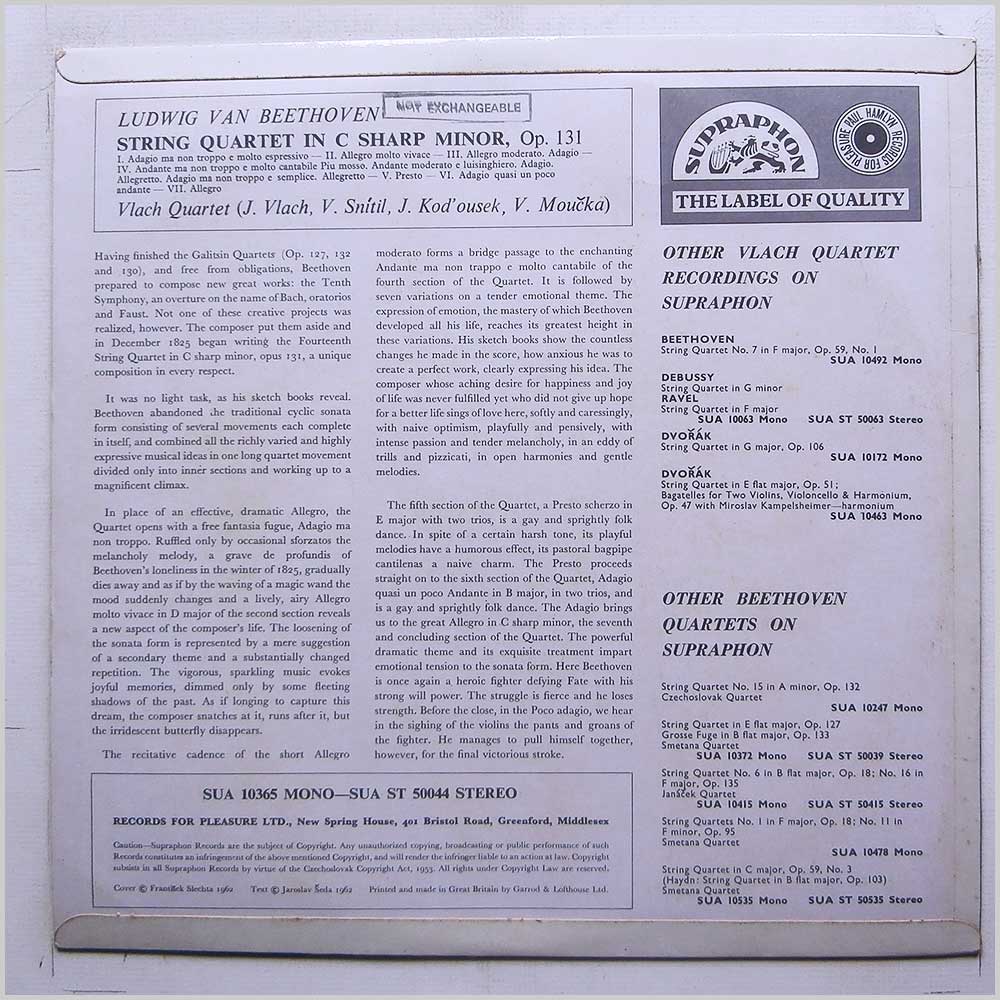 LUDWIG VAN BEETHOVEN
NOT EXCHANGEABLE
STRING QUARTET IN C SHARP MINOR, Op. 131
I. Adagio ma non troppo e molto espressivo — II. Allegro molto vivace — III. Allegro moderato. Adagio —
IV. Andante ma non troppo e molto cantabile Piu mosso. Andante moderato e luisinghiero. Adagio.
Allegretto. Adagio ma non troppo e semplice. Allegretto — V. Presto — VI. Adagio quasi un poco
andante — VII. Allegro
Vlach Quartet (J. Vlach, V. Snítil, J. Kod'ousek, V. Moučka)
Having finished the Galitsin Quartets (Op. 127, 132
and 130), and free from obligations, Beethoven
prepared to compose new great works: the Tenth
Symphony, an overture on the name of Bach, oratorios
and Faust. Not one of these creative projects was
realized, however. The composer put them aside and
in December 1825 began writing the Fourteenth
String Quartet in C sharp minor, opus 131, a unique
composition in every respect.
It was no light task, as his sketch books reveal.
Beethoven abandoned the traditional cyclic sonata
form consisting of several movements each complete
in itself, and combined all the richly varied and highly
expressive musical ideas in one long quartet movement
divided only into inner sections and working up to a
magnificent climax.
In place of an effective, dramatic Allegro, the
Quartet opens with a free fantasia fugue, Adagio ma
non troppo. Ruffled only by occasional sforzatos the
melancholy melody, a grave de profundis of
Beethoven's loneliness in the winter of 1825, gradually
dies away and as if by the waving of a magic wand the
mood suddenly changes and a lively, airy Allegro
molto vivace in D major of the second section reveals
a new aspect of the composer's life. The loosening of
the sonata form is represented by a mere suggestion
of a secondary theme and a substantially changed
repetition. The vigorous, sparkling music evokes
joyful memories, dimmed only by some fleeting
shadows of the past. As if longing to capture this
dream, the composer snatches at it, runs after it, but
the irridescent butterfly disappears.
The recitative cadence of the short Allegro
moderato forms a bridge passage to the enchanting
Andante ma non trappo e molto cantabile of the
fourth section of the Quartet. It is followed by
seven variations on a tender emotional theme. The
expression of emotion, the mastery of which Beethoven
developed all his life, reaches its greatest height in
these variations. His sketch books show the countless
changes he made in the score, how anxious he was to
create a perfect work, clearly expressing his idea. The
composer whose aching desire for happiness and joy
of life was never fulfilled yet who did not give up hope
for a better life sings of love here, softly and caressingly,
with naive optimism, playfully and pensively, with
intense passion and tender melancholy, in an eddy of
trills and pizzicati, in open harmonies and gentle
melodies.
The fifth section of the Quartet, a Presto scherzo in
E major with two trios, is a gay and sprightly folk
dance. In spite of a certain harsh tone, its playful
melodies have a humorous effect, its pastoral bagpipe
cantilenas a naive charm. The Presto proceeds
straight on to the sixth section of the Quartet, Adagio
quasi un poco Andante in B major, in two trios, and
is a gay and sprightly folk dance. The Adagio brings
us to the great Allegro in C sharp minor, the seventh
and concluding section of the Quartet. The powerful
dramatic theme and its exquisite treatment impart
emotional tension to the sonata form. Here Beethoven
is once again a heroic fighter defying Fate with his
strong will power. The struggle is fierce and he loses
strength. Before the close, in the Poco adagio, we hear
in the sighing of the violins the pants and groans of
the fighter. He manages to pull himself together,
however, for the final victorious stroke.
SUA 10365 MONO—SUA ST 50044 STEREO
RECORDS FOR PLEASURE LTD., New Spring House, 401 Bristol Road, Greenford, Middlesex
Caution—Supraphon Records are the subject of Copyright. Any unauthorized copying, broadcasting or public performance of such
Records constitutes an infringement of the above mentioned Copyright, and will render the infringer liable to an action at law. Copyright
subsists in all Supraphon Records by virtue of the Czechoslovak Copyright Act, 1953. All rights under Copyright Law are reserved.
Cover © František Slechta 1962 Text © Jaroslav Šeda 1962 Printed and made in Great Britain by Garrod & Lofthouse Ltd.
SUPRAPHON
PAUL HAMLYN RECORDS FOR PLEASURE
THE LABEL OF QUALITY
OTHER VLACH QUARTET
RECORDINGS ON
SUPRAPHON
BEETHOVEN
String Quartet No. 7 in F major, Op. 59, No. 1
SUA 10492 Mono
DEBUSSY
String Quartet in G minor
RAVEL
String Quartet in F major
SUA 10063 Mono SUA ST 50063 Stereo
DVOŘÁK
String Quartet in G major, Op. 106
SUA 10172 Mono
DVOŘÁK
String Quartet in E flat major, Op. 51;
Bagatelles for Two Violins, Violoncello & Harmonium,
Op. 47 with Miroslav Kampelsheimer—harmonium
SUA 10463 Mono
OTHER BEETHOVEN
QUARTETS ON
SUPRAPHON
String Quartet No. 15 in A minor, Op. 132
Czechoslovak Quartet
SUA 10247 Mono
String Quartet in E flat major, Op. 127
Grosse Fuge in B flat major, Op. 133
Smetana Quartet
SUA 10372 Mono SUA ST 50039 Stereo
String Quartet No. 6 in B flat major, Op. 18; No. 16 in
F major, Op. 135
Janáček Quartet
SUA 10415 Mono SUA ST 50415 Stereo
String Quartets No. 1 in F major, Op. 18; No. 11 in
F minor, Op. 95
Smetana Quartet
SUA 10478 Mono
String Quartet in C major, Op. 59, No. 3
(Haydn: String Quartet in B flat major, Op. 103)
Smetana Quartet
SUA 10535 Mono SUA ST 50535 Stereo